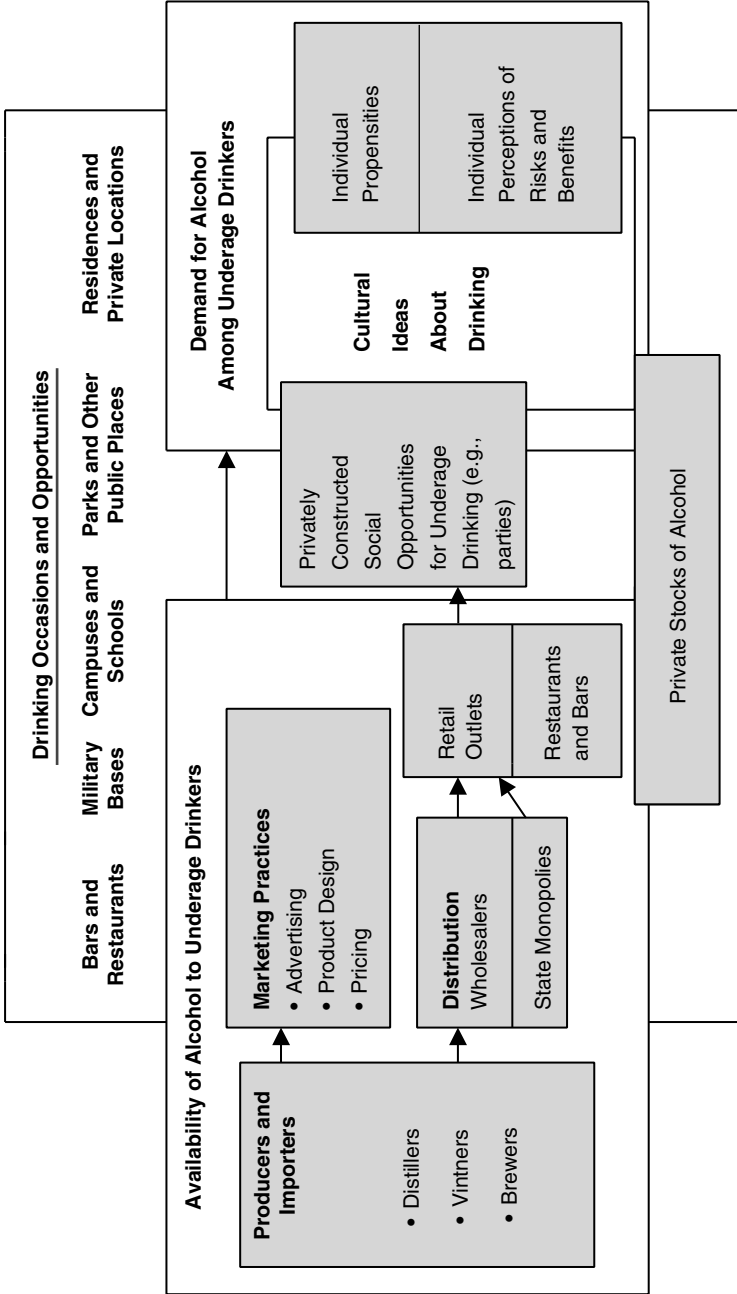 Drinking Occasions and Opportunities
Bars and
Restaurants
Military
Bases
Campuses and
Schools
Parks and Other
Public Places
Residences and
Private Locations
Availability of Alcohol to Underage Drinkers
Producers and
Importers
• Distillers
• Vintners
• Brewers
Marketing Practices
• Advertising
• Product Design
• Pricing
Distribution
Wholesalers
State Monopolies
Retail
Outlets
Restaurants
and Bars
Privately
Constructed
Social
Opportunities
for Underage
Drinking (e.g.,
parties)
Private Stocks of Alcohol
Demand for Alcohol
Among Underage Drinkers
Cultural
Ideas
About
Drinking
Individual
Propensities
Individual
Perceptions of
Risks and
Benefits